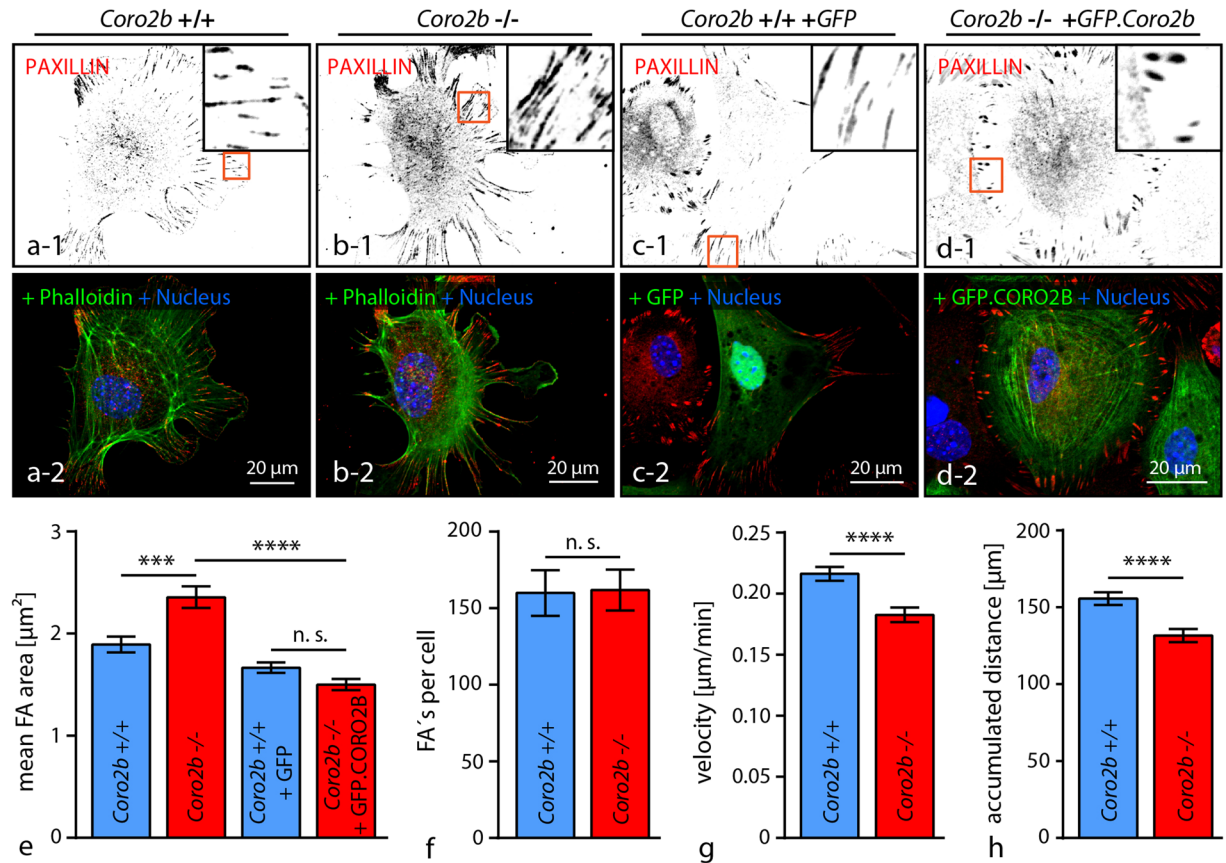 Coro2b +/+
Coro2b -/-
Coro2b +/+ +GFP
Coro2b -/- +GFP.Coro2b
PAXILLIN
a-1
PAXILLIN
b-1
PAXILLIN
c-1
PAXILLIN
d-1
+ Phalloidin + Nucleus
a-2
20 µm
+ Phalloidin + Nucleus
b-2
20 µm
+ GFP + Nucleus
c-2
20 µm
+ GFP.CORO2B + Nucleus
d-2
20 µm
mean FA area [µm²]
3
2
1
0
***
****
n. s.
Coro2b +/+
Coro2b -/-
Coro2b +/+
+ GFP
Coro2b -/-
+ GFP.CORO2B
e
FA´s per cell
200
150
100
50
0
n. s.
Coro2b +/+
Coro2b -/-
f
velocity [µm/min]
0.25
0.20
0.15
0.10
0.05
0
****
Coro2b +/+
Coro2b -/-
g
accumulated distance [µm]
200
150
100
50
0
****
Coro2b +/+
Coro2b -/-
h